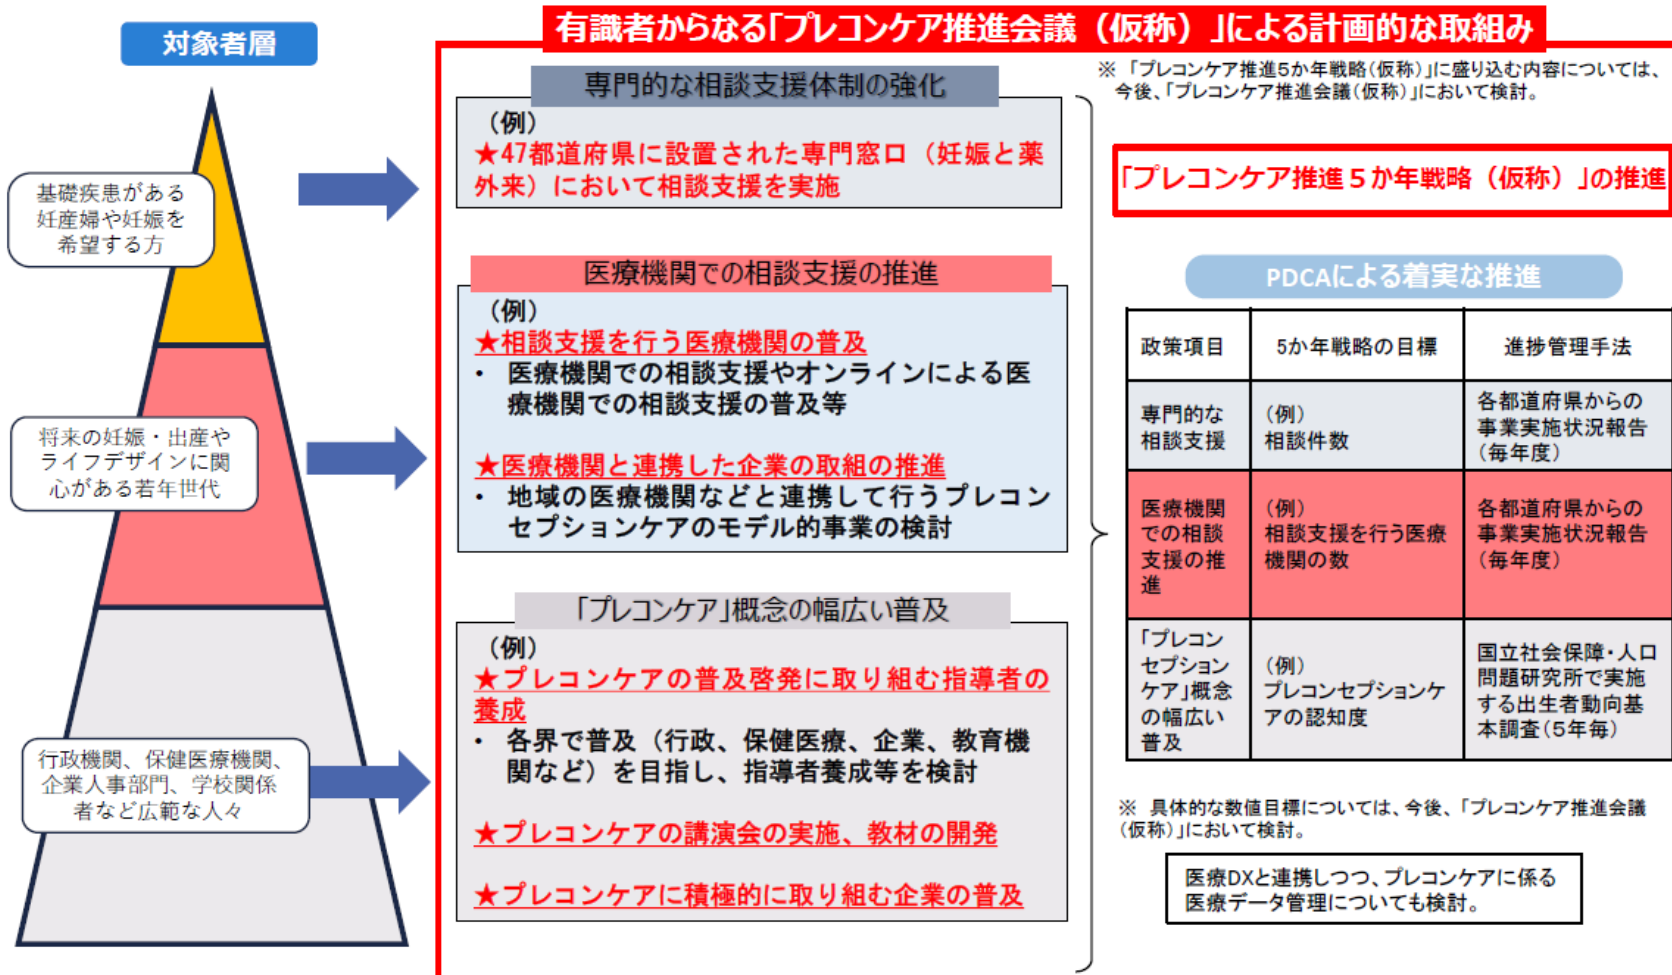 対象者層
基礎疾患がある
妊産婦や妊娠を
希望する方
将来の妊娠・出産や
ライフデザインに関
心がある若年世代
行政機関、保健医療機関、
企業人事部門、学校関係
者など広範な人々
有識者からなる「プレコンケア推進会議（仮称）」による計画的な取組み
専門的な相談支援体制の強化
（例）
★47都道府県に設置された専門窓口（妊娠と薬
外来）において相談支援を実施
医療機関での相談支援の推進
（例）
★相談支援を行う医療機関の普及
・ 医療機関での相談支援やオンラインによる医
療機関での相談支援の普及等
★医療機関と連携した企業の取組の推進
・ 地域の医療機関などと連携して行うプレコン
セプションケアのモデル的事業の検討
「プレコンケア」概念の幅広い普及
（例）
★プレコンケアの普及啓発に取り組む指導者の
養成
・ 各界で普及（行政、保健医療、企業、教育機
関など）を目指し、指導者養成等を検討
★プレコンケアの講演会の実施、教材の開発
★プレコンケアに積極的に取り組む企業の普及
※ 「プレコンケア推進5か年戦略（仮称）」に盛り込む内容については、
今後、「プレコンケア推進会議（仮称）」において検討。
「プレコンケア推進５か年戦略（仮称）」の推進
PDCAによる着実な推進
政策項目
5か年戦略の目標
進捗管理手法
専門的な
相談支援
（例）
相談件数
各都道府県からの
事業実施状況報告
（毎年度）
医療機関
での相談
支援の推
進
（例）
相談支援を行う医療
機関の数
各都道府県からの
事業実施状況報告
（毎年度）
「プレコン
セプション
ケア」概念
の幅広い
普及
（例）
プレコンセプションケ
アの認知度
国立社会保障・人口
問題研究所で実施
する出生者動向基
本調査（5年毎）
※ 具体的な数値目標については、今後、「プレコンケア推進会議
（仮称）」において検討。
医療DXと連携しつつ、プレコンケアに係る
医療データ管理についても検討。